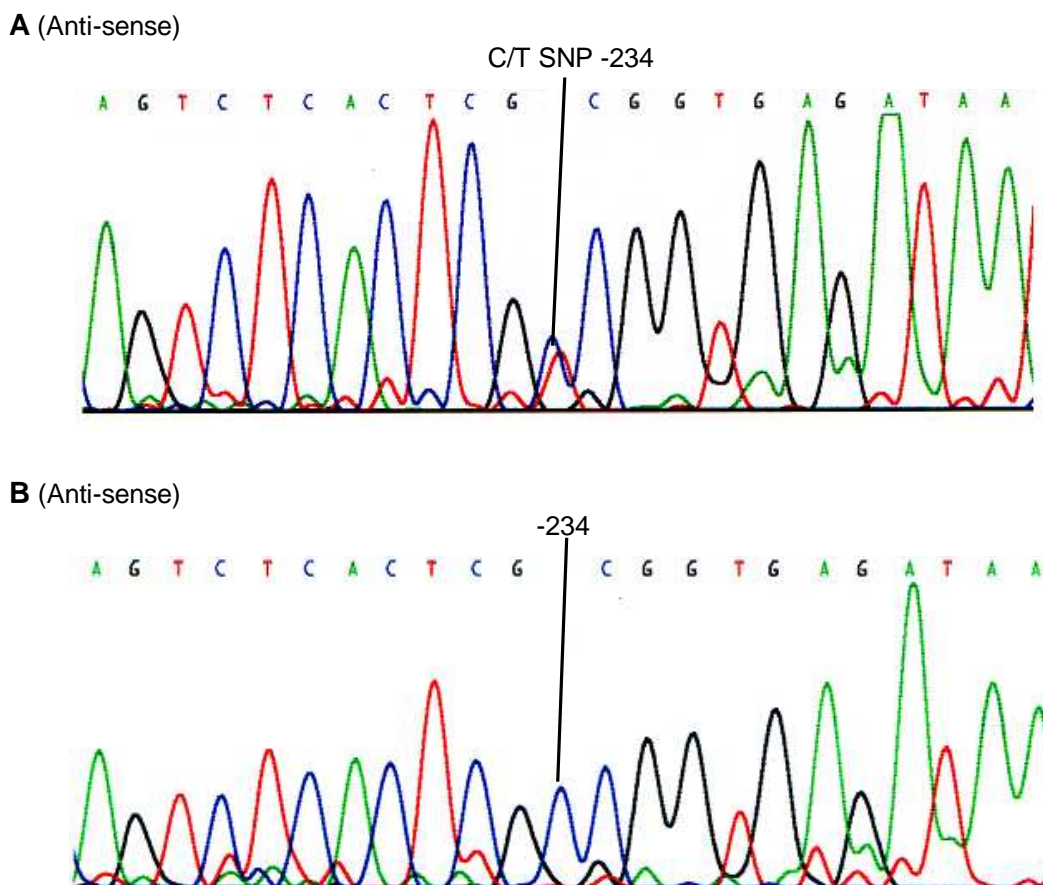 A (Anti-sense)
C/T SNP -234
A G T C T C A C T C G C G G T G A G A T A A
B (Anti-sense)
-234
A G T C T C A C T C G C G G T G A G A T A A